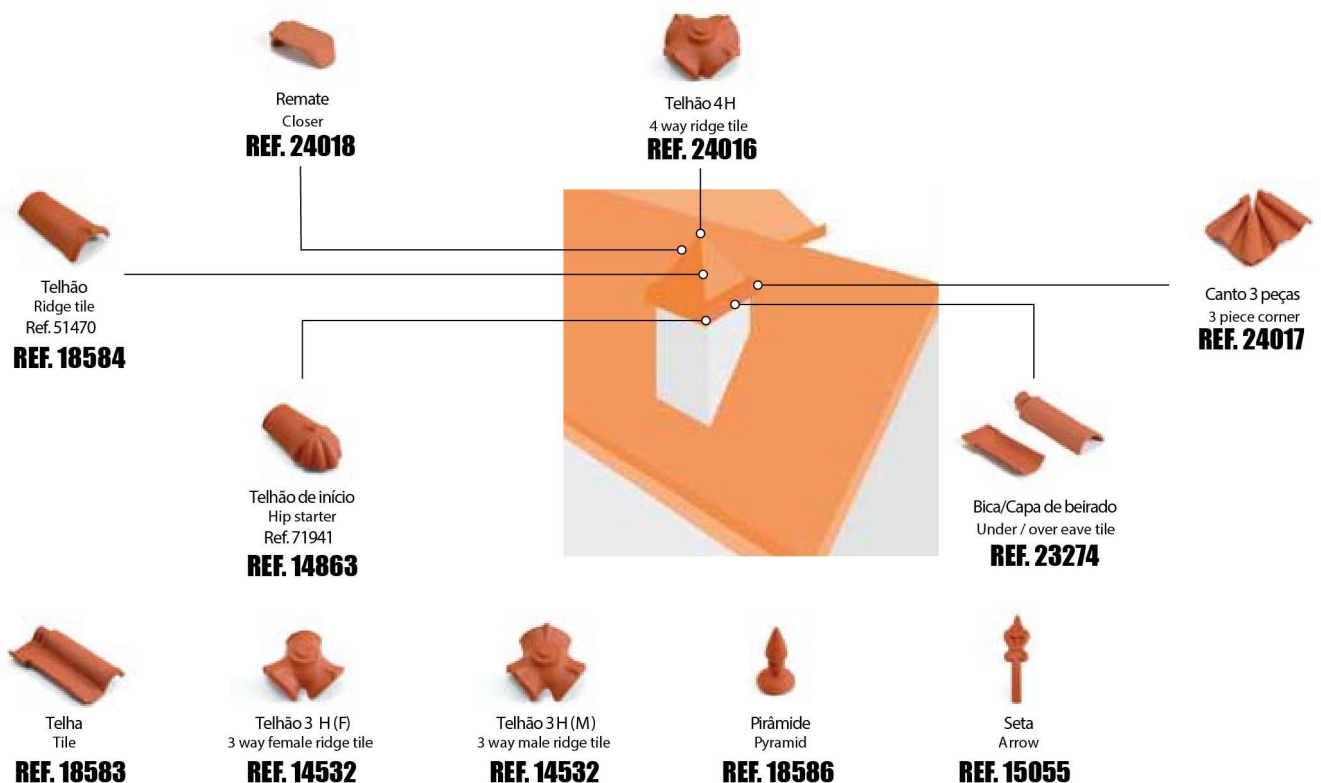 Remate
Closer
REF. 24018
Telhão 4H
4 way ridge tile
REF. 24016
Telhão
Ridge tile
Ref. 51470
REF. 18584
Canto 3 peças
3 piece corner
REF. 24017
Telhão de início
Hip starter
Ref. 71941
REF. 14863
Bica/Capa de beirado
Under / over eave tile
REF. 23274
Telha
Tile
REF. 18583
Telhão 3 H (F)
3 way female ridge tile
REF. 14532
Telhão 3H (M)
3 way male ridge tile
REF. 14532
Pirâmide
Pyramid
REF. 18586
Seta
Arrow
REF. 15055